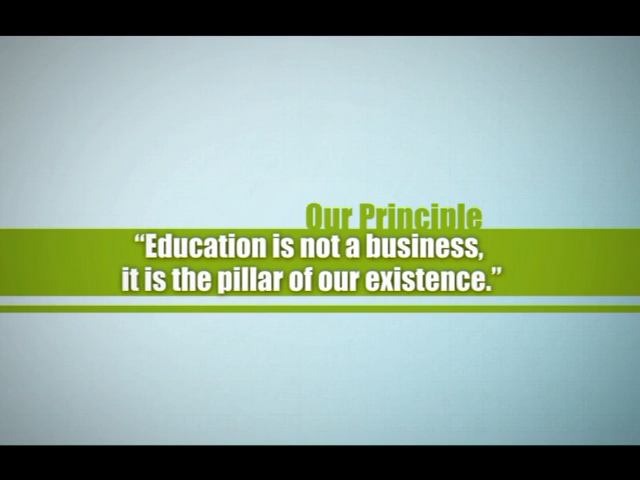 Our Principle
“Education is not a business,
it is the pillar of our existence.”